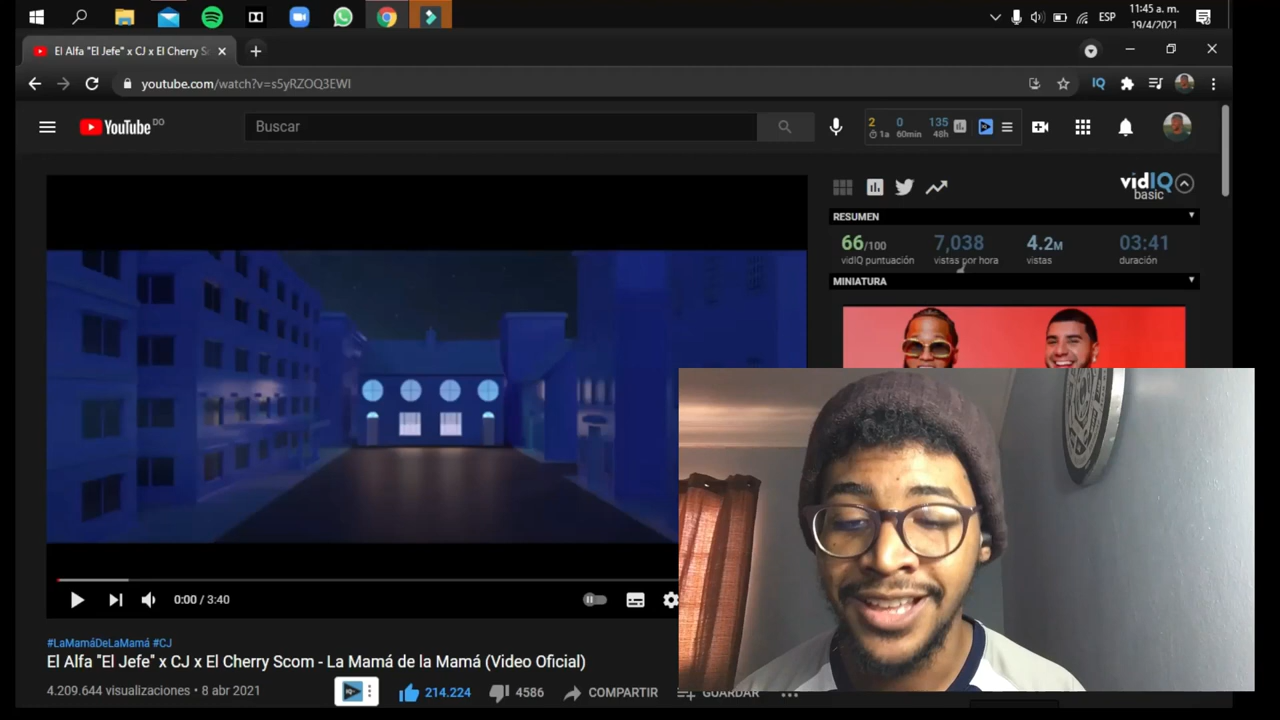 11:45 a. m.
ESP
19/4/2021
El Alfa "El Jefe" x CJ x El Cherry Sc
youtube.com/watch?v=s5yRZOQ3EWI
IQ
YouTube DO
Buscar
2 0 135
1a 60min 48h
vidIQ
basic
RESUMEN
66/100 7,038 4.2M 03:41
vidIQ puntuación vistas por hora vistas duración
MINIATURA
0:00 / 3:40
#LaMamáDeLaMamá #CJ
El Alfa "El Jefe" x CJ x El Cherry Scom - La Mamá de la Mamá (Video Oficial)
4.209.644 visualizaciones • 8 abr 2021
214.224 4586 COMPARTIR GUARDAR